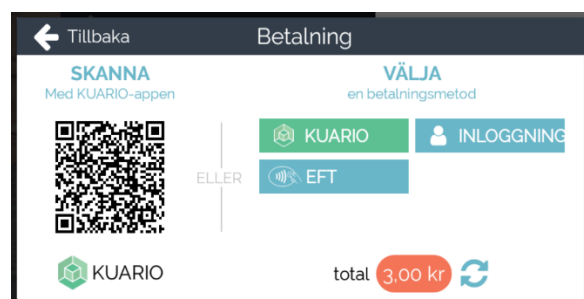 Tillbaka
Betalning
SKANNA
Med KUARIO-appen
KUARIO
ELLER
VÄLJA
en betalningsmetod
KUARIO
INLOGGNING
EFT
total 3,00 kr